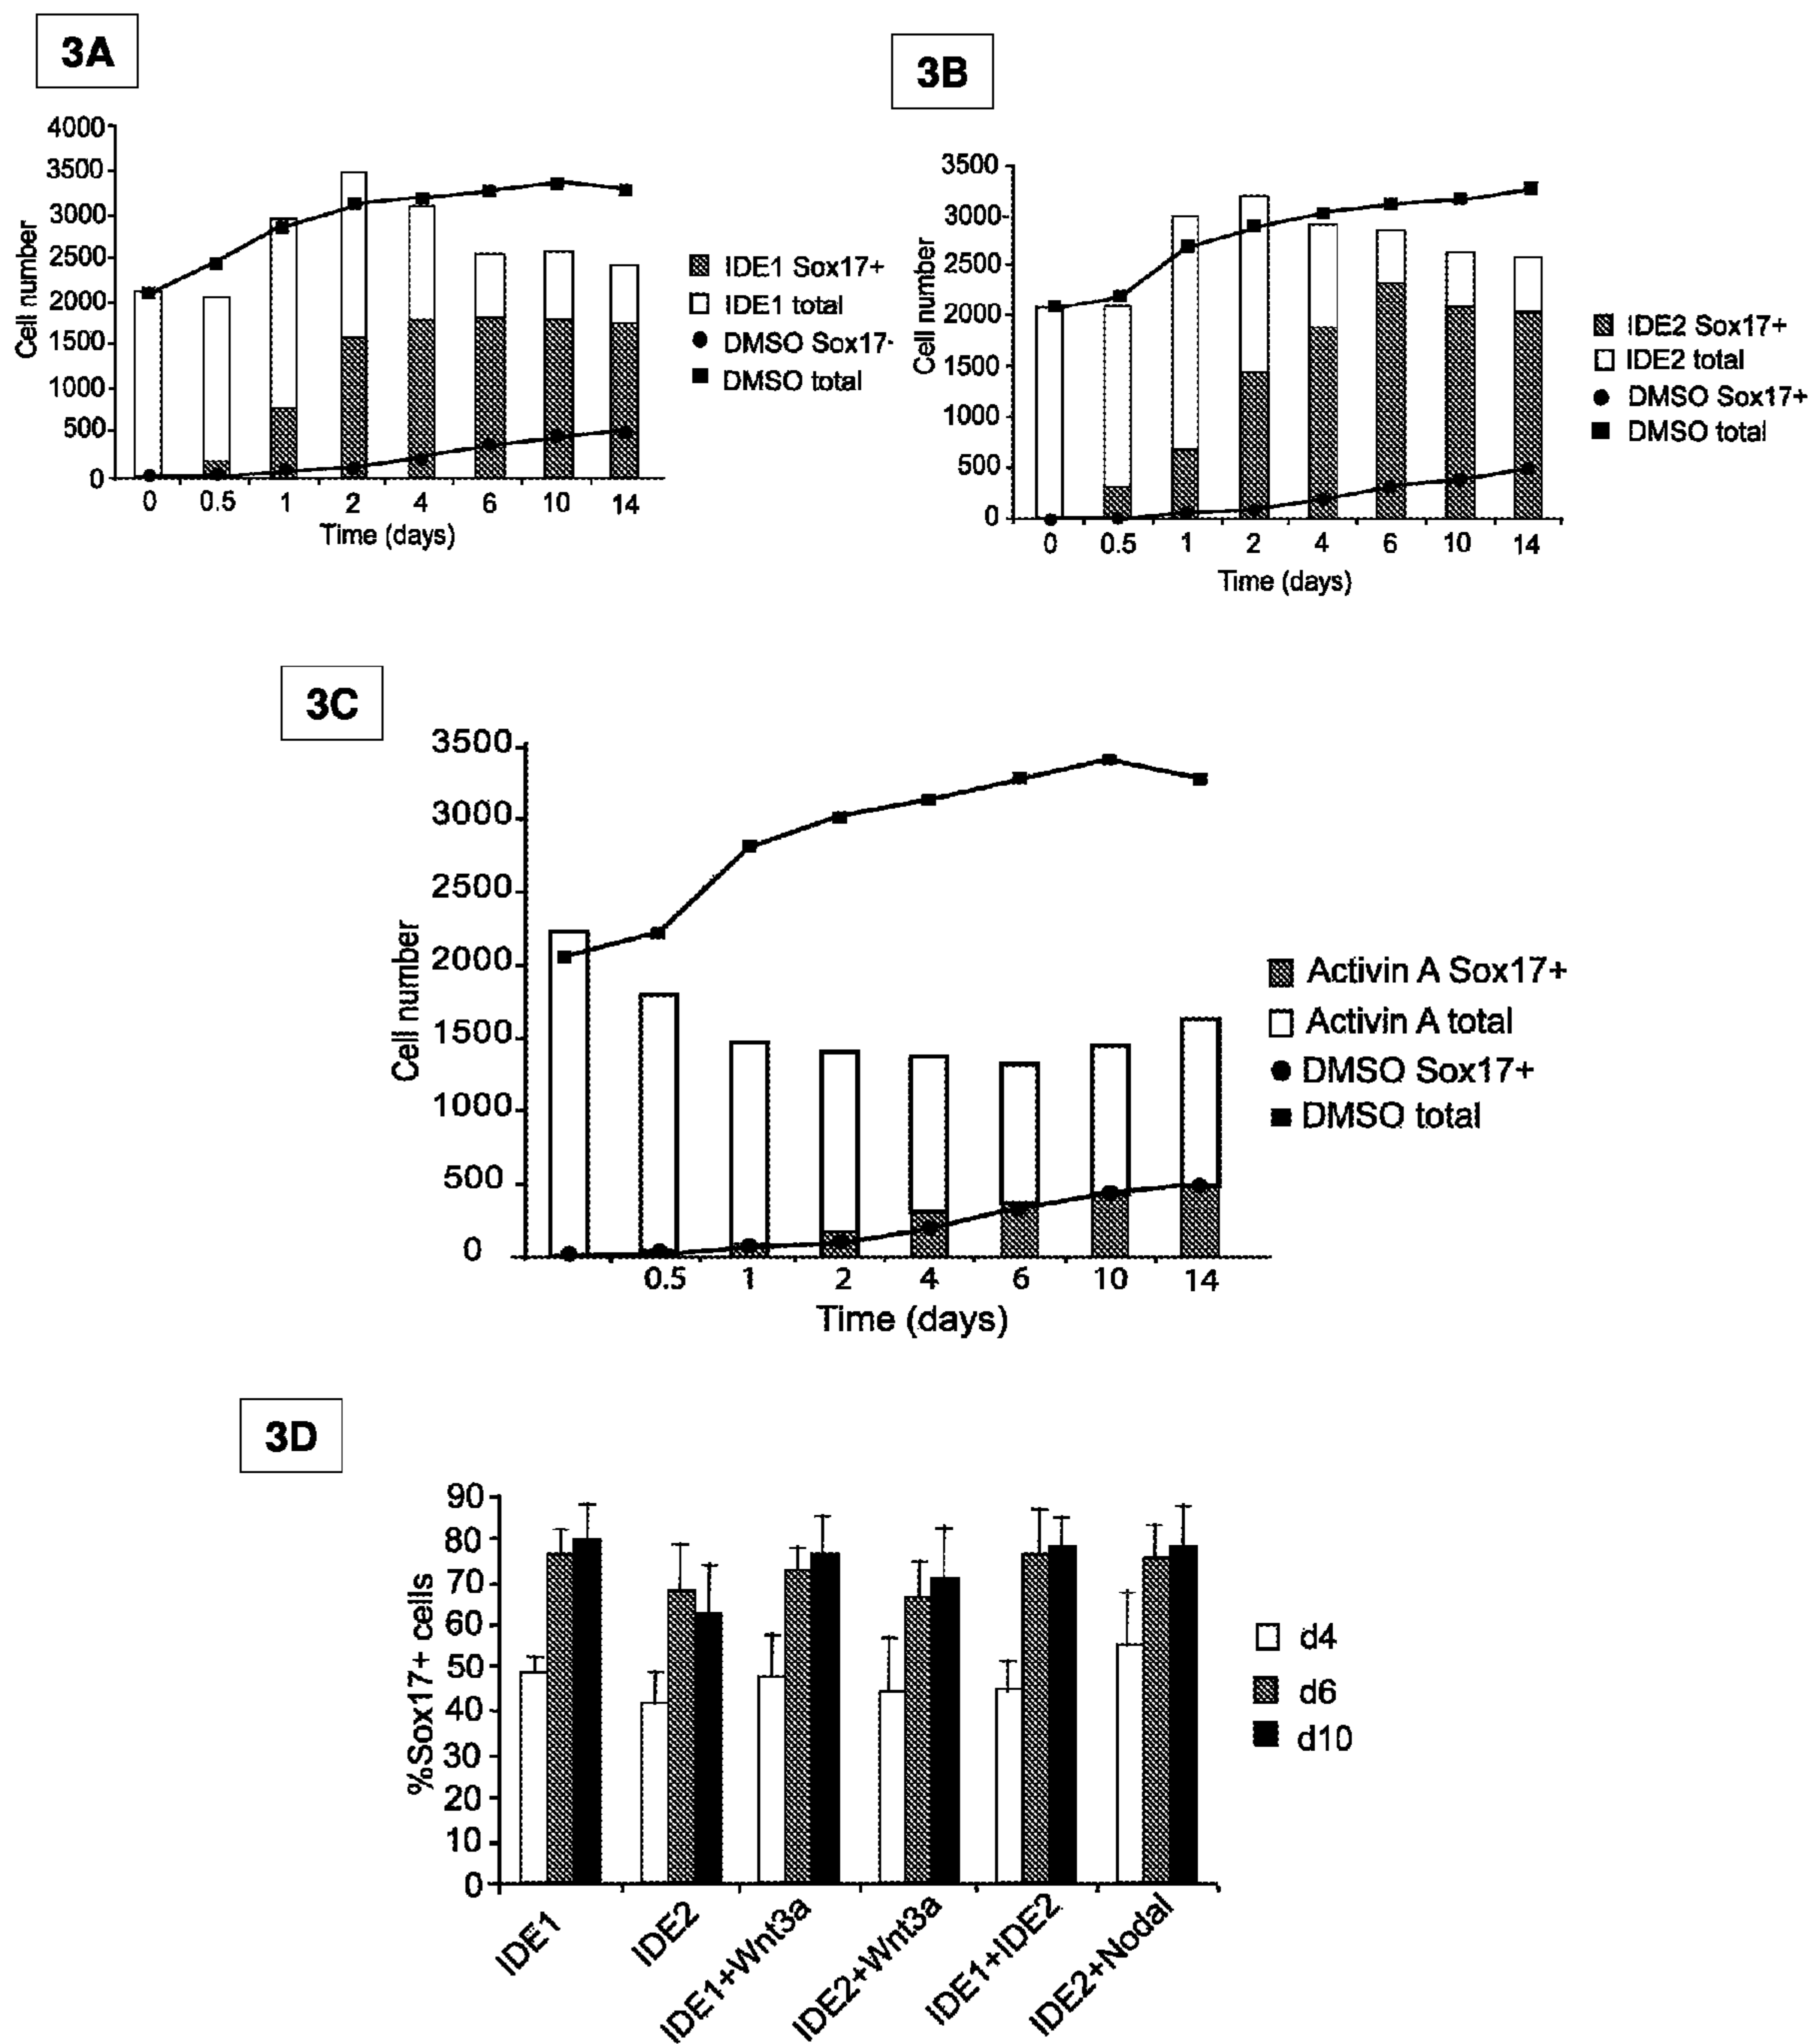 3A
4000
3500
3000
2500
2000
1500
1000
500
0
Cell number
0 0.5 1 2 4 6 10 14
Time (days)
IDE1 Sox17+
IDE1 total
DMSO Sox17-
DMSO total
3B
3500
3000
2500
2000
1500
1000
500
0
Cell number
0 0.5 1 2 4 6 10 14
Time (days)
IDE2 Sox17+
IDE2 total
DMSO Sox17+
DMSO total
3C
3500
3000
2500
2000
1500
1000
500
0
Cell number
0.5 1 2 4 6 10 14
Time (days)
Activin A Sox17+
Activin A total
DMSO Sox17+
DMSO total
3D
90
80
70
60
50
40
30
20
10
0
%Sox17+ cells
IDE1
IDE2
IDE1+Wnt3a
IDE2+Wnt3a
IDE1+IDE2
IDE2+Nodal
d4
d6
d10